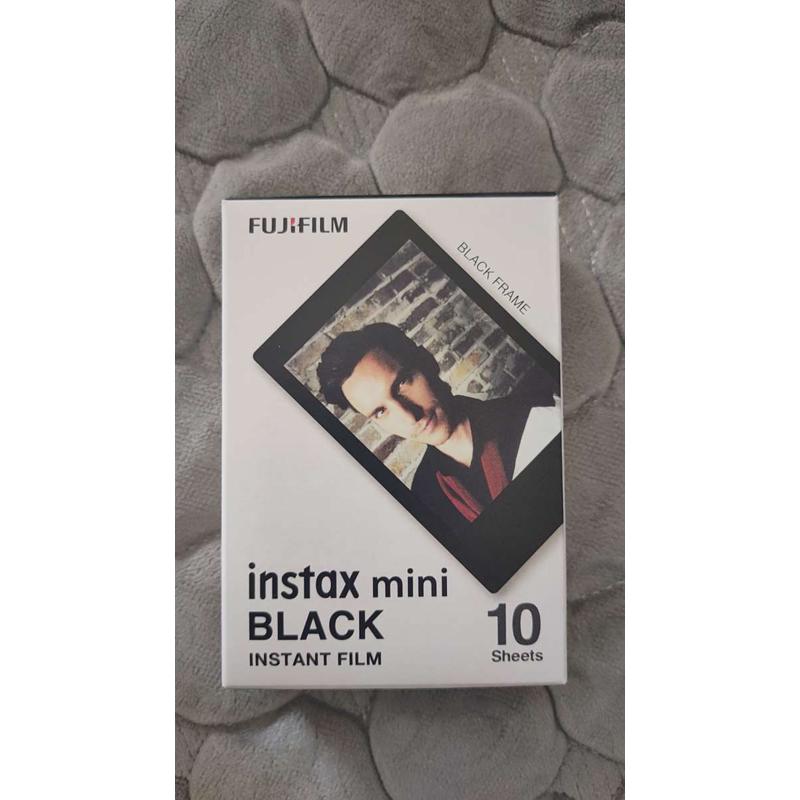 FUJIFILM
BLACK FRAME
instax mini
BLACK
INSTANT FILM
10
Sheets